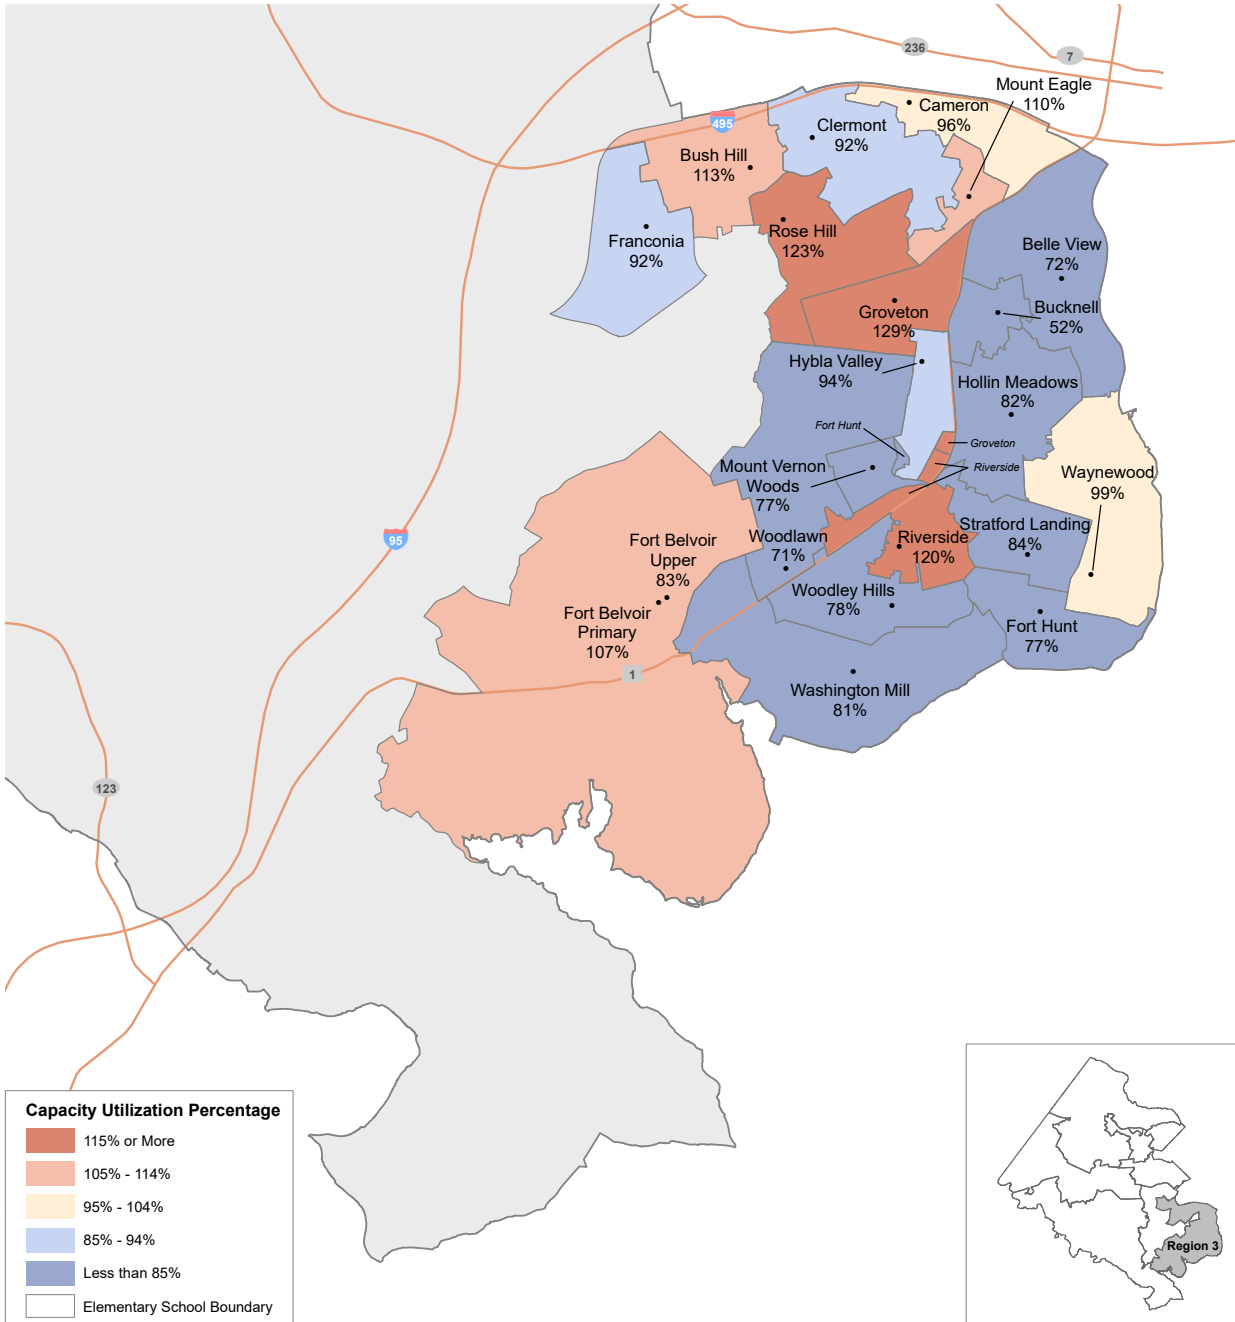 236
7
Mount Eagle
110%
Cameron
96%
495
Clermont
92%
Bush Hill
113%
Rose Hill
123%
Franconia
92%
Belle View
72%
Bucknell
52%
Groveton
129%
Hybla Valley
94%
Hollin Meadows
82%
Fort Hunt
Groveton
Riverside
Mount Vernon
Woods
77%
Waynewood
99%
95
Fort Belvoir
Upper
83%
Woodlawn
71%
Riverside
120%
Stratford Landing
84%
Fort Belvoir
Primary
107%
Woodley Hills
78%
Fort Hunt
77%
1
Washington Mill
81%
123
Capacity Utilization Percentage
115% or More
105% - 114%
95% - 104%
85% - 94%
Less than 85%
Elementary School Boundary
Region 3